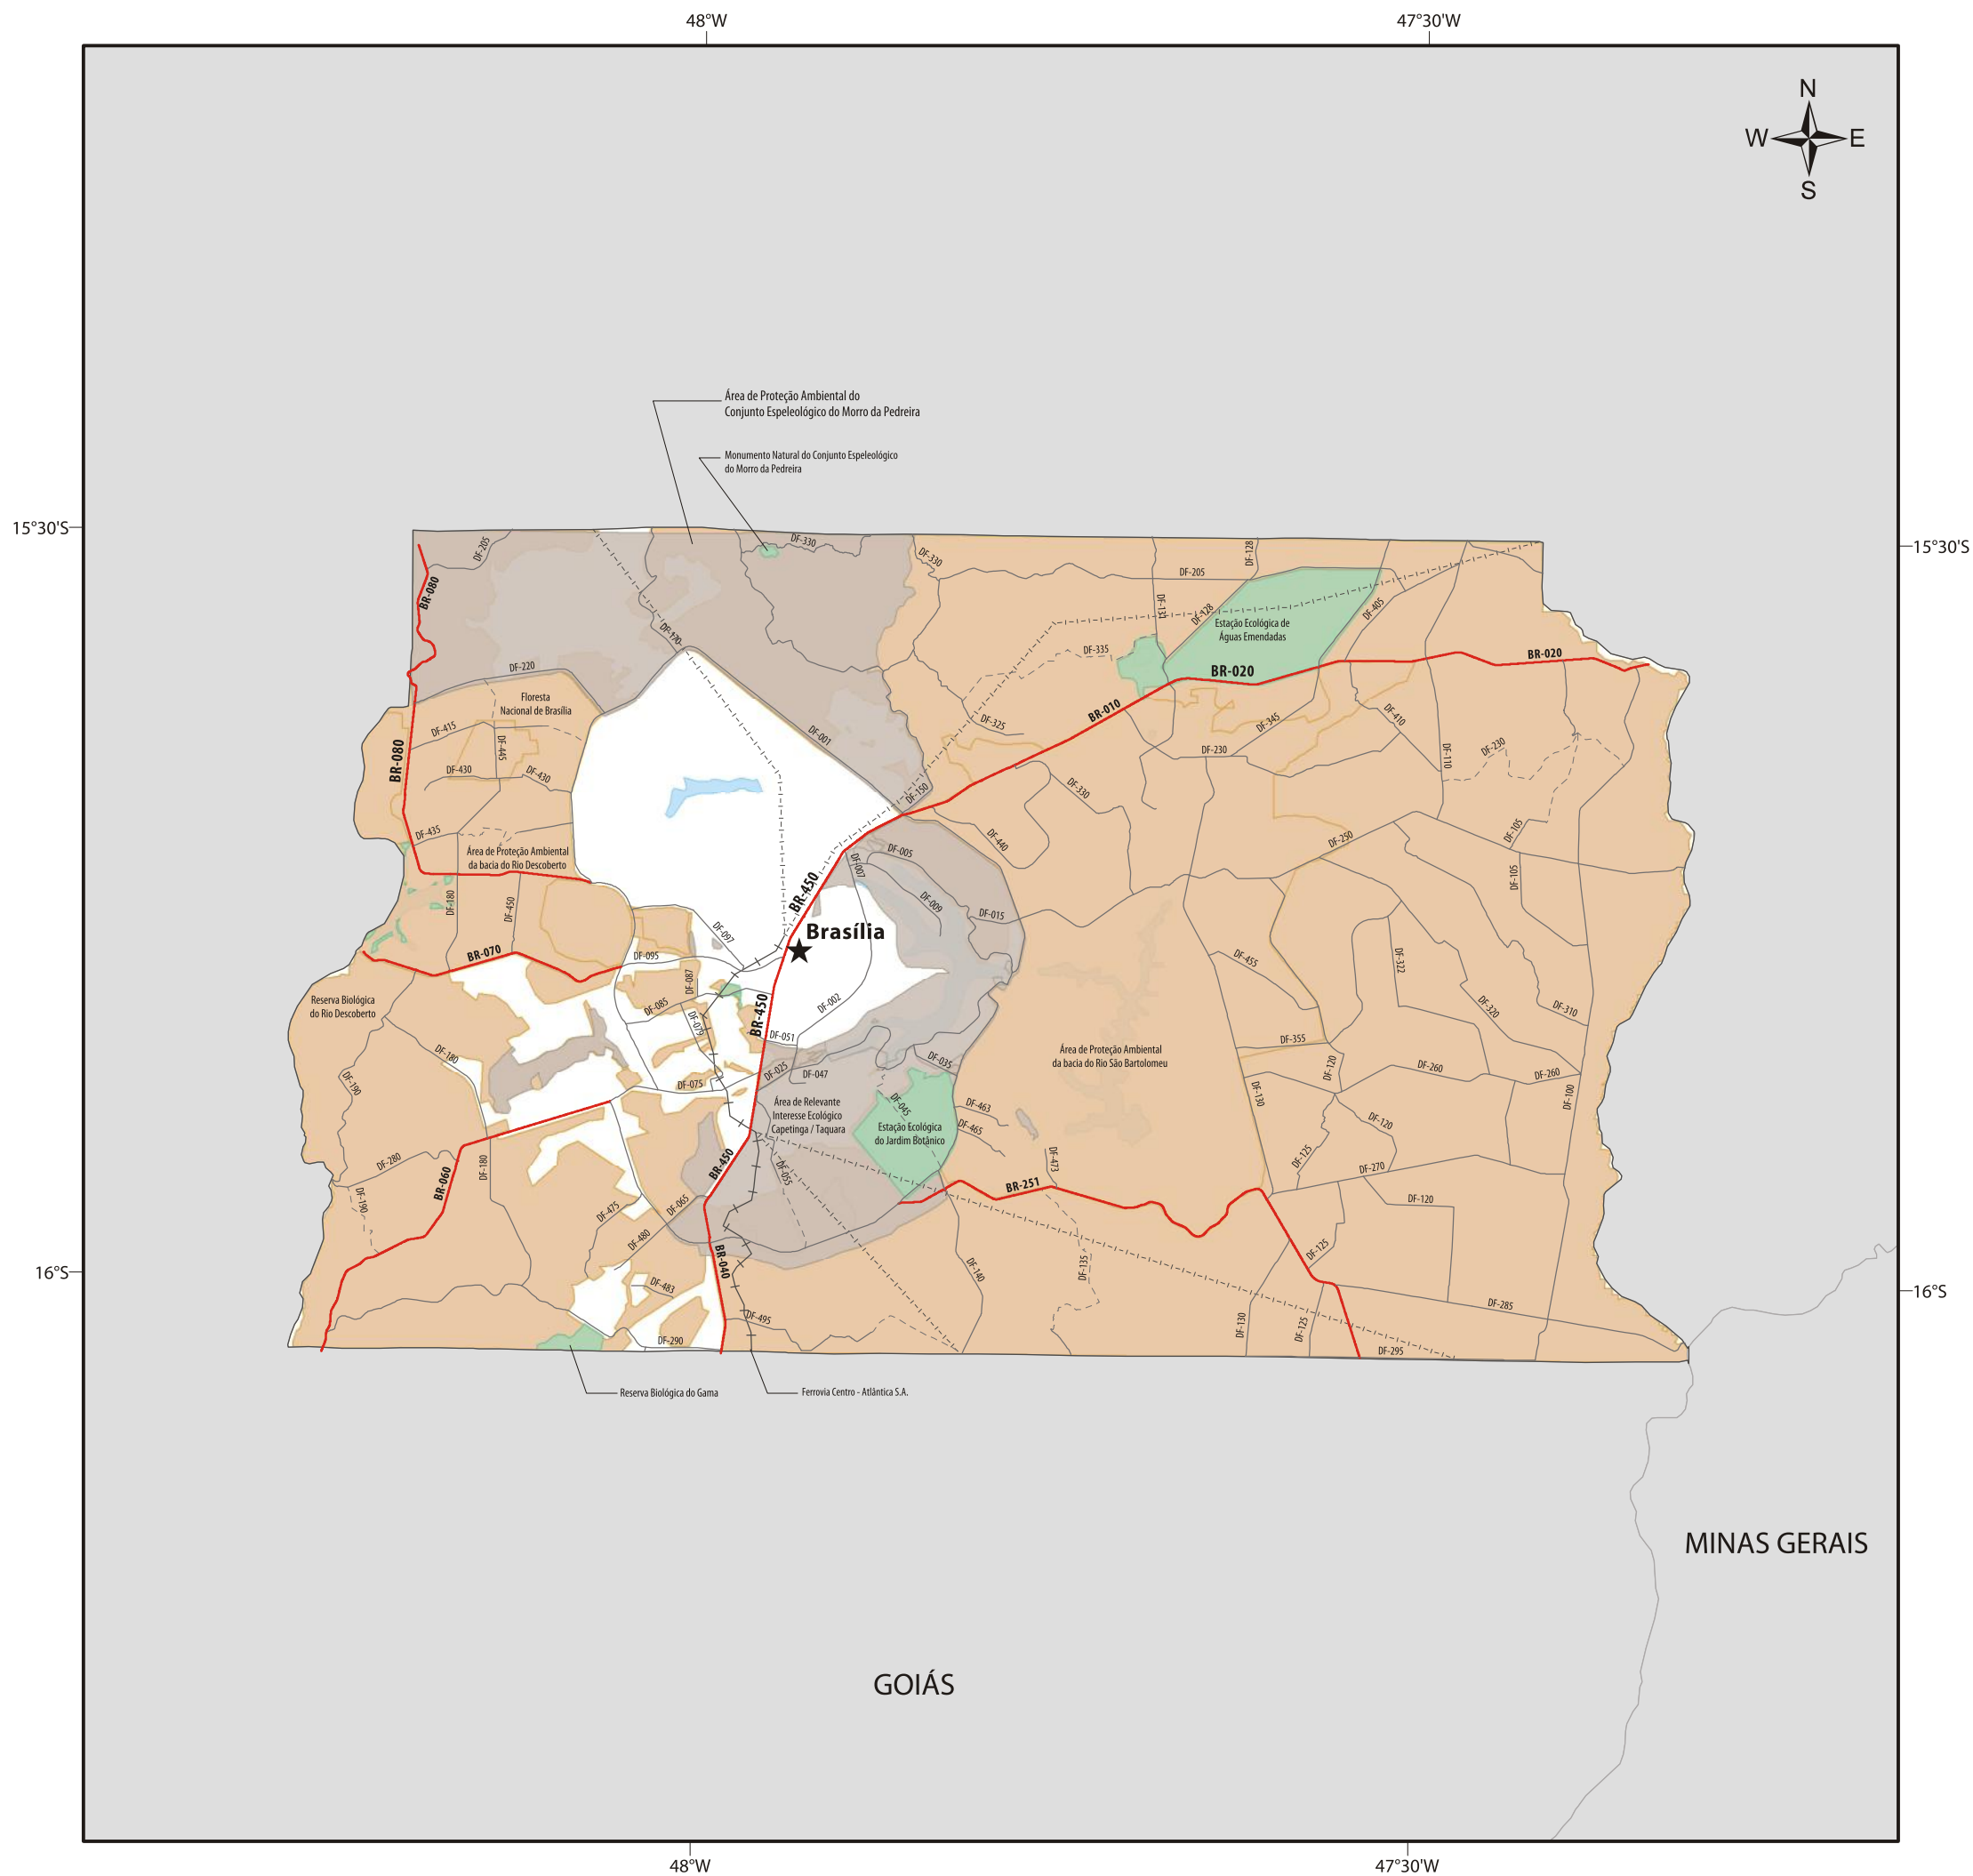 48°W
47°30'W
N
W
E
S
Área de Proteção Ambiental do
Conjunto Espeleológico do Morro da Pedreira
Monumento Natural do Conjunto Espeleológico
do Morro da Pedreira
15°30'S
15°30'S
DF-205
DF-330
DF-330
DF-128
DF-205
BR-080
DF-131
DF-128
DF-405
Estação Ecológica de
Águas Emendadas
DF-170
DF-335
DF-220
BR-020
BR-020
Floresta
Nacional de Brasília
DF-415
DF-445
DF-001
DF-325
BR-010
DF-345
DF-410
DF-230
DF-110
DF-230
BR-080
DF-430
DF-430
DF-150
DF-330
DF-435
DF-440
DF-250
DF-105
Área de Proteção Ambiental
da bacia do Rio Descoberto
DF-005
DF-007
DF-105
BR-450
DF-180
DF-450
DF-009
DF-015
DF-097
Brasília
BR-070
DF-095
DF-455
DF-322
DF-087
Reserva Biológica
do Rio Descoberto
DF-085
DF-079
BR-450
DF-002
DF-320
DF-310
DF-051
DF-355
DF-180
DF-035
Área de Proteção Ambiental
da bacia do Rio São Bartolomeu
DF-190
DF-075
DF-025
DF-047
DF-120
DF-260
DF-260
DF-130
DF-100
Área de Relevante
Interesse Ecológico
Capetinga / Taquara
DF-045
DF-463
DF-465
DF-120
Estação Ecológica
do Jardim Botânico
DF-280
DF-180
BR-060
BR-450
DF-055
DF-473
DF-125
DF-270
DF-190
BR-251
DF-120
DF-475
DF-065
DF-480
BR-040
DF-125
DF-140
DF-135
16°S
16°S
DF-483
DF-495
DF-285
DF-130
DF-125
DF-290
DF-295
Reserva Biológica do Gama
Ferrovia Centro - Atlântica S.A.
MINAS GERAIS
GOIÁS
48°W
47°30'W